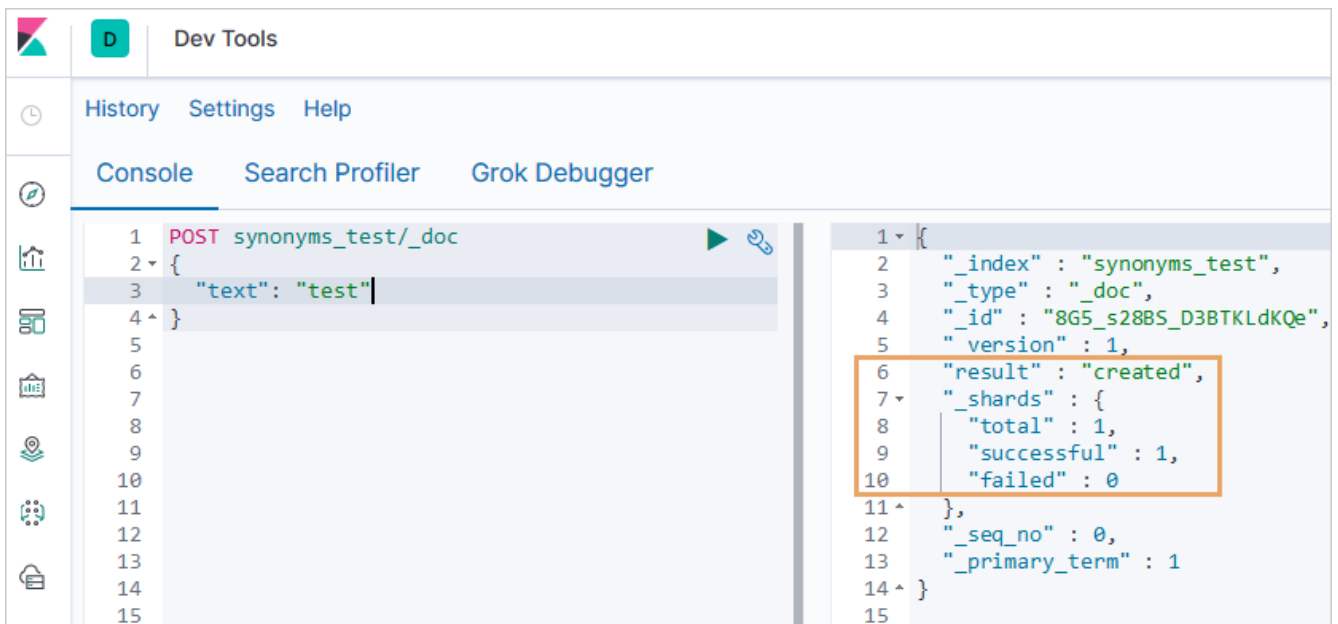 D Dev Tools
History Settings Help
Console Search Profiler Grok Debugger
1 POST synonyms_test/_doc
2 {
3 "text": "test"
4 }
5
6
7
8
9
10
11
12
13
14
15
1 {
2 "_index" : "synonyms_test",
3 "_type" : "_doc",
4 "_id" : "8G5_s28BS_D3BTKLdKQe",
5 "_version" : 1,
6 "result" : "created",
7 "_shards" : {
8 "total" : 1,
9 "successful" : 1,
10 "failed" : 0
11 },
12 "_seq_no" : 0,
13 "_primary_term" : 1
14 }
15